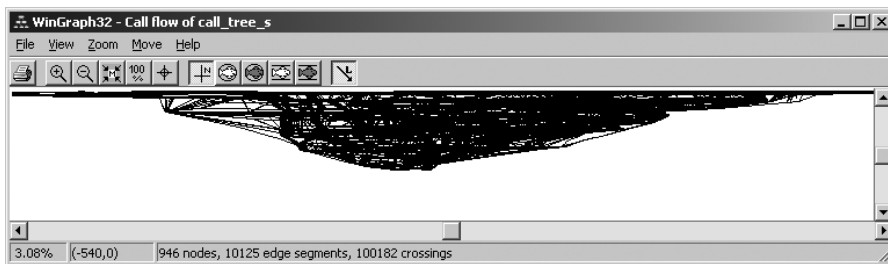 WinGraph32 - Call flow of call_tree_s
File View Zoom Move Help
100 %
N
3.08% (-540,0) 946 nodes, 10125 edge segments, 100182 crossings